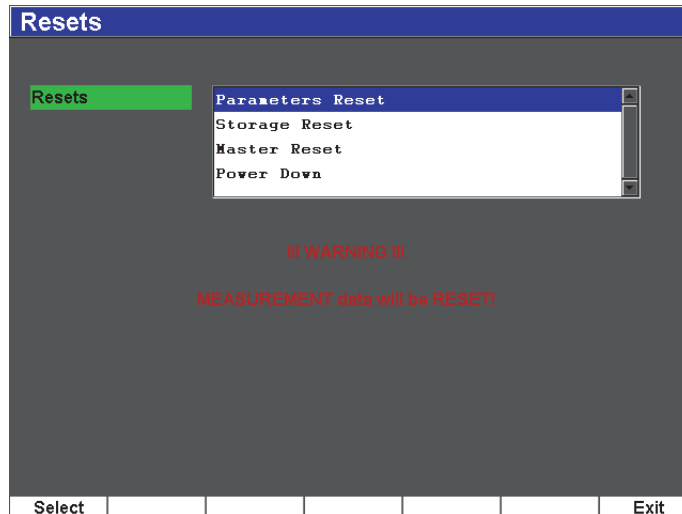 Resets
Resets
Parameters Reset
Storage Reset
Master Reset
Power Down
!!! WARNING !!!
MEASUREMENT data will be RESET!
Select Exit